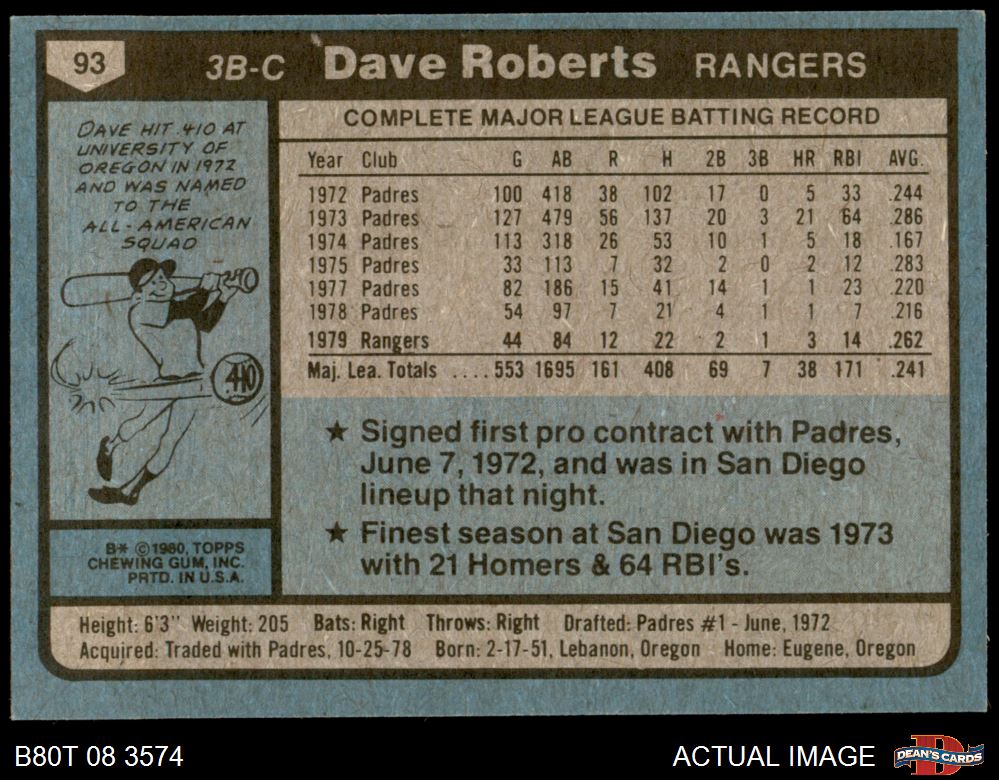 93
3B-C Dave Roberts RANGERS
DAVE HIT .410 AT
UNIVERSITY OF
OREGON IN 1972
AND WAS NAMED
TO THE
ALL-AMERICAN
SQUAD
.410
B* ©1980, TOPPS
CHEWING GUM, INC.
PRTD. IN U.S.A.
COMPLETE MAJOR LEAGUE BATTING RECORD
Year Club G AB R H 2B 3B HR RBI AVG.
1972 Padres 100 418 38 102 17 0 5 33 .244
1973 Padres 127 479 56 137 20 3 21 64 .286
1974 Padres 113 318 26 53 10 1 5 18 .167
1975 Padres 33 113 7 32 2 0 2 12 .283
1977 Padres 82 186 15 41 14 1 1 23 .220
1978 Padres 54 97 7 21 4 1 1 7 .216
1979 Rangers 44 84 12 22 2 1 3 14 .262
Maj. Lea. Totals .... 553 1695 161 408 69 7 38 171 .241
★ Signed first pro contract with Padres,
June 7, 1972, and was in San Diego
lineup that night.
★ Finest season at San Diego was 1973
with 21 Homers & 64 RBI's.
Height: 6'3" Weight: 205 Bats: Right Throws: Right Drafted: Padres #1 - June, 1972
Acquired: Traded with Padres, 10-25-78 Born: 2-17-51, Lebanon, Oregon Home: Eugene, Oregon
B80T 08 3574 ACTUAL IMAGE DEAN'S CARDS